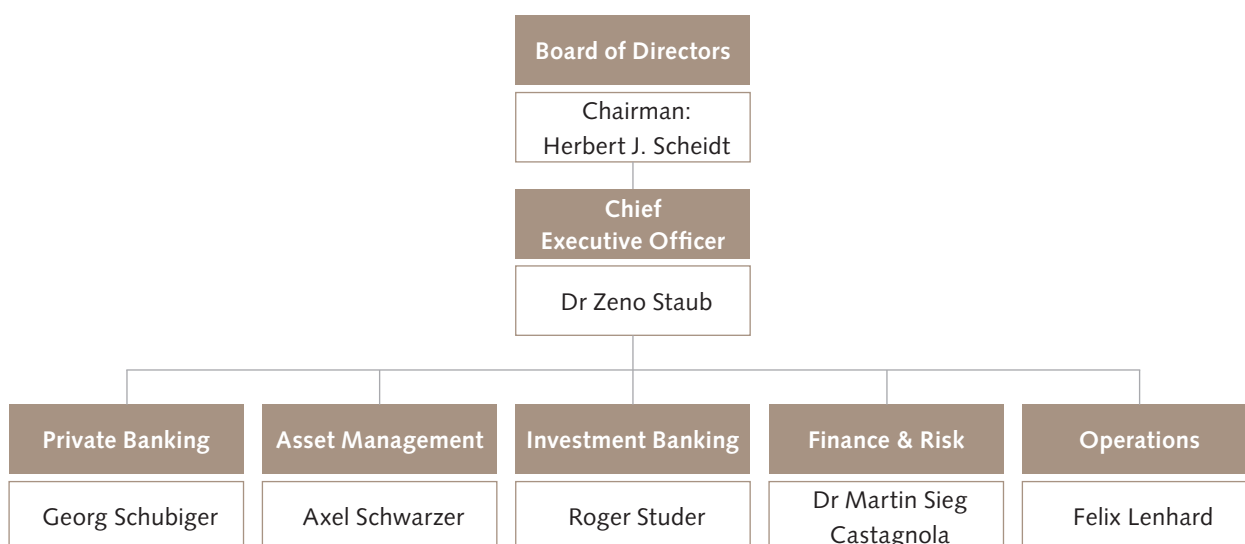 Board of Directors
Chairman:
Herbert J. Scheidt
Chief
Executive Officer
Dr Zeno Staub
Private Banking
Georg Schubiger
Asset Management
Axel Schwarzer
Investment Banking
Roger Studer
Finance & Risk
Dr Martin Sieg
Castagnola
Operations
Felix Lenhard